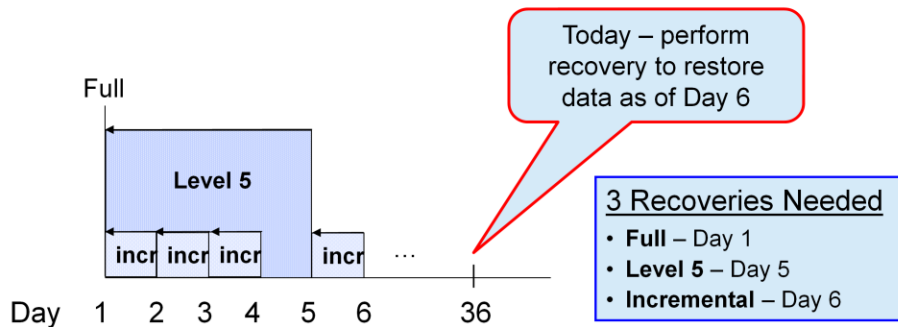 Today – perform
recovery to restore
data as of Day 6
Full
Level 5
incr incr incr incr ...
Day 1 2 3 4 5 6 36
3 Recoveries Needed
• Full – Day 1
• Level 5 – Day 5
• Incremental – Day 6